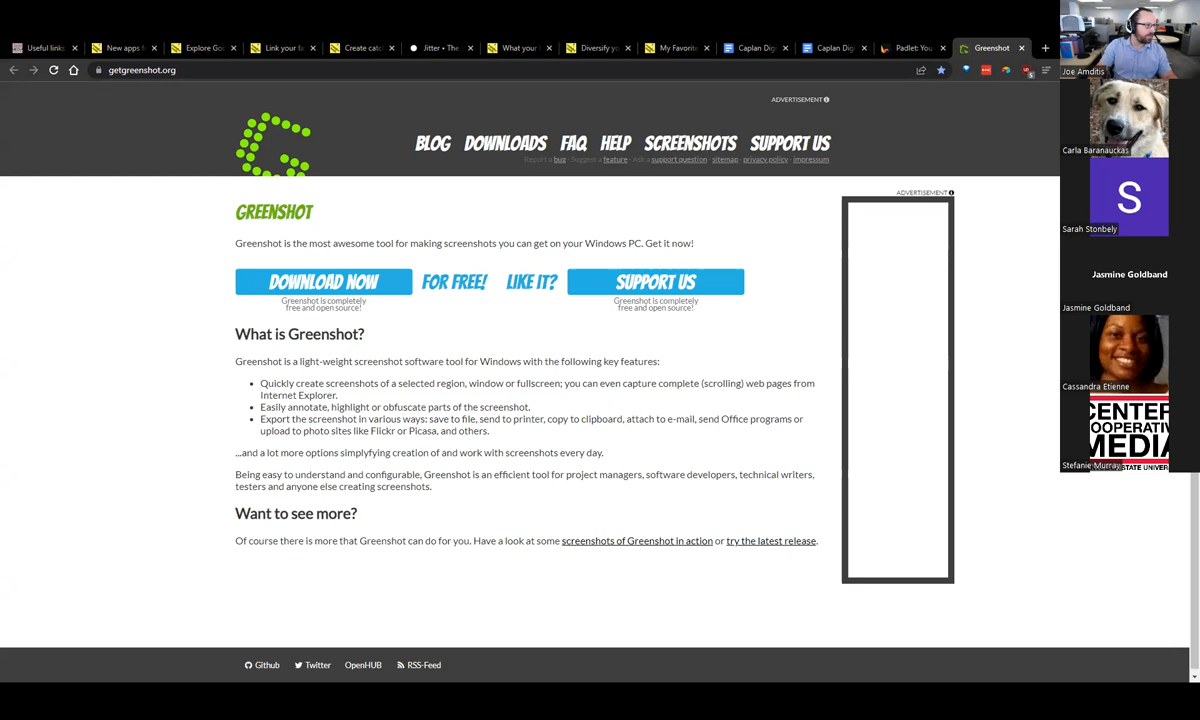 Useful links
New apps f
Explore Goo
Link your fa
Create catc
Jitter • The
What your
Diversify yo
My Favorite
Caplan Digi
Caplan Digi
Padlet: You
Greenshot
getgreenshot.org
ADVERTISEMENT
BLOG DOWNLOADS FAQ HELP SCREENSHOTS SUPPORT US
Report a bug · Suggest a feature · Ask a support question · sitemap · privacy policy · impressum
ADVERTISEMENT
GREENSHOT
Greenshot is the most awesome tool for making screenshots you can get on your Windows PC. Get it now!
DOWNLOAD NOW FOR FREE! LIKE IT? SUPPORT US
Greenshot is completely
free and open source!
Greenshot is completely
free and open source!
What is Greenshot?
Greenshot is a light-weight screenshot software tool for Windows with the following key features:
• Quickly create screenshots of a selected region, window or fullscreen; you can even capture complete (scrolling) web pages from
Internet Explorer.
• Easily annotate, highlight or obfuscate parts of the screenshot.
• Export the screenshot in various ways: save to file, send to printer, copy to clipboard, attach to e-mail, send Office programs or
upload to photo sites like Flickr or Picasa, and others.
...and a lot more options simplyfying creation of and work with screenshots every day.
Being easy to understand and configurable, Greenshot is an efficient tool for project managers, software developers, technical writers,
testers and anyone else creating screenshots.
Want to see more?
Of course there is more that Greenshot can do for you. Have a look at some screenshots of Greenshot in action or try the latest release.
Github Twitter OpenHUB RSS-Feed
Joe Amditis
Carla Baranauckas
S
Sarah Stonbely
Jasmine Goldband
Jasmine Goldband
Cassandra Etienne
CENTER
COOPERATIVE
MEDIA
STATE UNIVER
Stefanie Murray